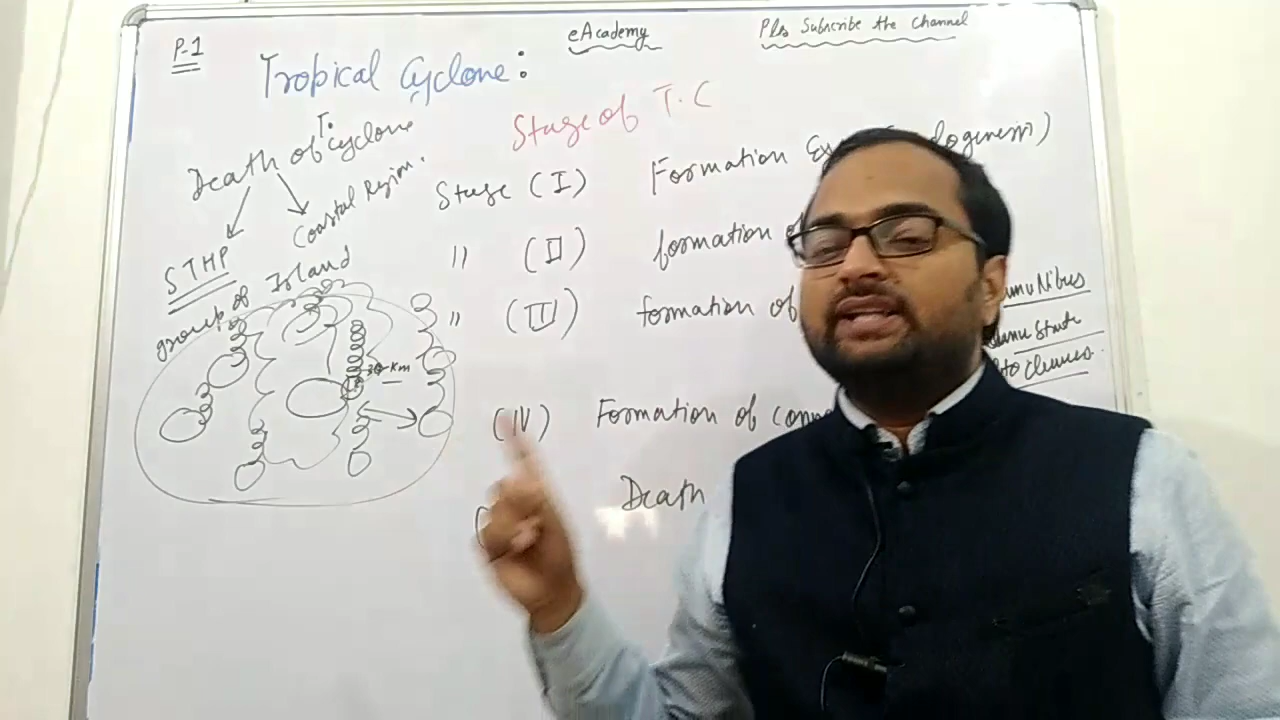 P-1
eAcademy
Pls Subscribe the channel
Tropical Cyclone:
Stage of T.C
Death of T. Cyclone
STHP
Coastal Region.
group of Island
30 km
Stage (I) Formation
" (II) formation
" (III) formation of
(IV) Formation of
Death